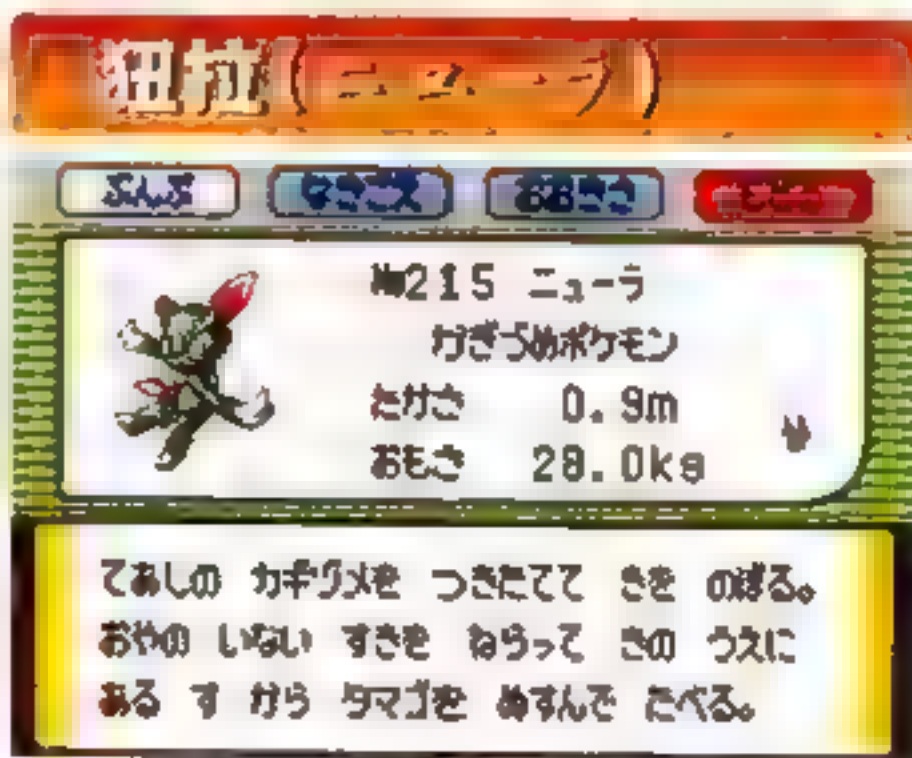 狃拉(ニューラ)
ぶんぷ なきごえ おおきさ
№215 ニューラ
かぎづめポケモン
たかさ 0.9m
おもさ 28.0kg
てあしの カギヅメを つきたてて きを のぼる。
おやの いない すきを ねらって きの うえに
ある す から タマゴを ぬすんで たべる。